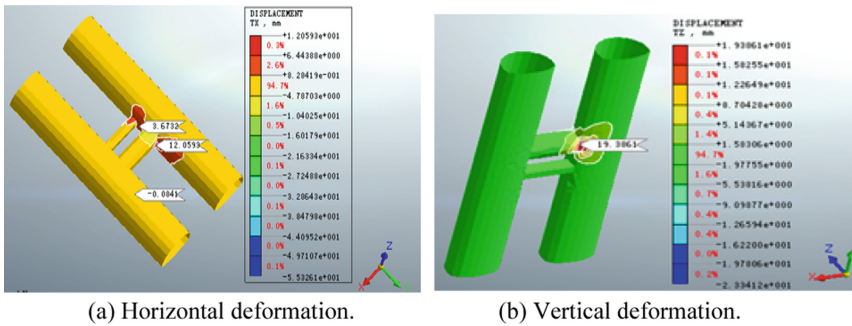 DISPLACEMENT
TX , mm
+1.20593e+001
0.3%
+6.44388e+000
2.6%
+8.28419e-001
94.7%
-4.78703e+000
1.6%
-1.04025e+001
0.5%
-1.60179e+001
0.0%
-2.16334e+001
0.1%
-2.72488e+001
0.0%
-3.28643e+001
0.1%
-3.84798e+001
0.0%
-4.40952e+001
0.0%
-4.97107e+001
0.1%
-5.53261e+001
3.6732
12.0593
-0.0841
Z
X
DISPLACEMENT
TZ , mm
+1.93861e+001
0.1%
+1.58255e+001
0.1%
+1.22649e+001
0.1%
+8.70428e+000
0.4%
+5.14367e+000
1.4%
+1.58306e+000
94.7%
-1.97755e+000
1.6%
-5.53816e+000
0.7%
-9.09877e+000
0.4%
-1.26594e+001
0.4%
-1.62200e+001
0.0%
-1.97806e+001
0.2%
-2.33412e+001
19.3861
Z
X
(a) Horizontal deformation.
(b) Vertical deformation.